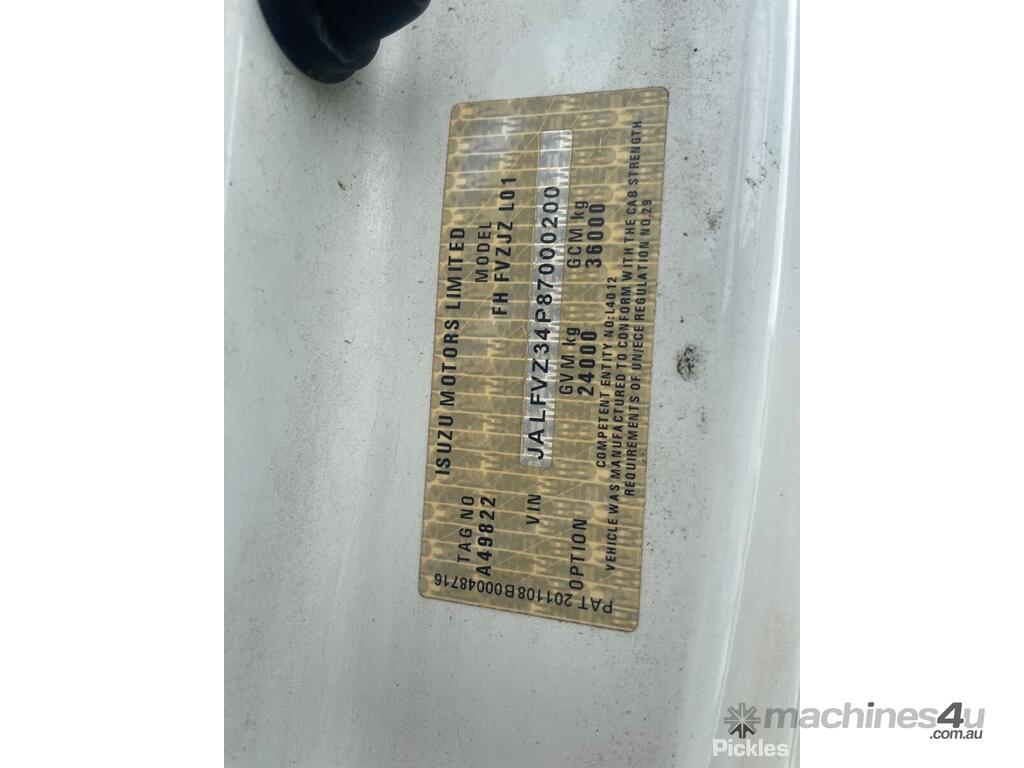 ISUZU MOTORS LIMITED
TAG NO MODEL
A49822 FH FVZJZ L01
VIN JALFVZ34P87000200
GVM kg GCM kg
OPTION 24000 36000
COMPETENT ENTITY NO:L4012
VEHICLE WAS MANUFACTURED TO CONFORM WITH THE CAB STRENGTH
REQUIREMENTS OF UN/ECE REGULATION NO.29
PAT 201108B00048716
machines4u
.com.au
Pickles